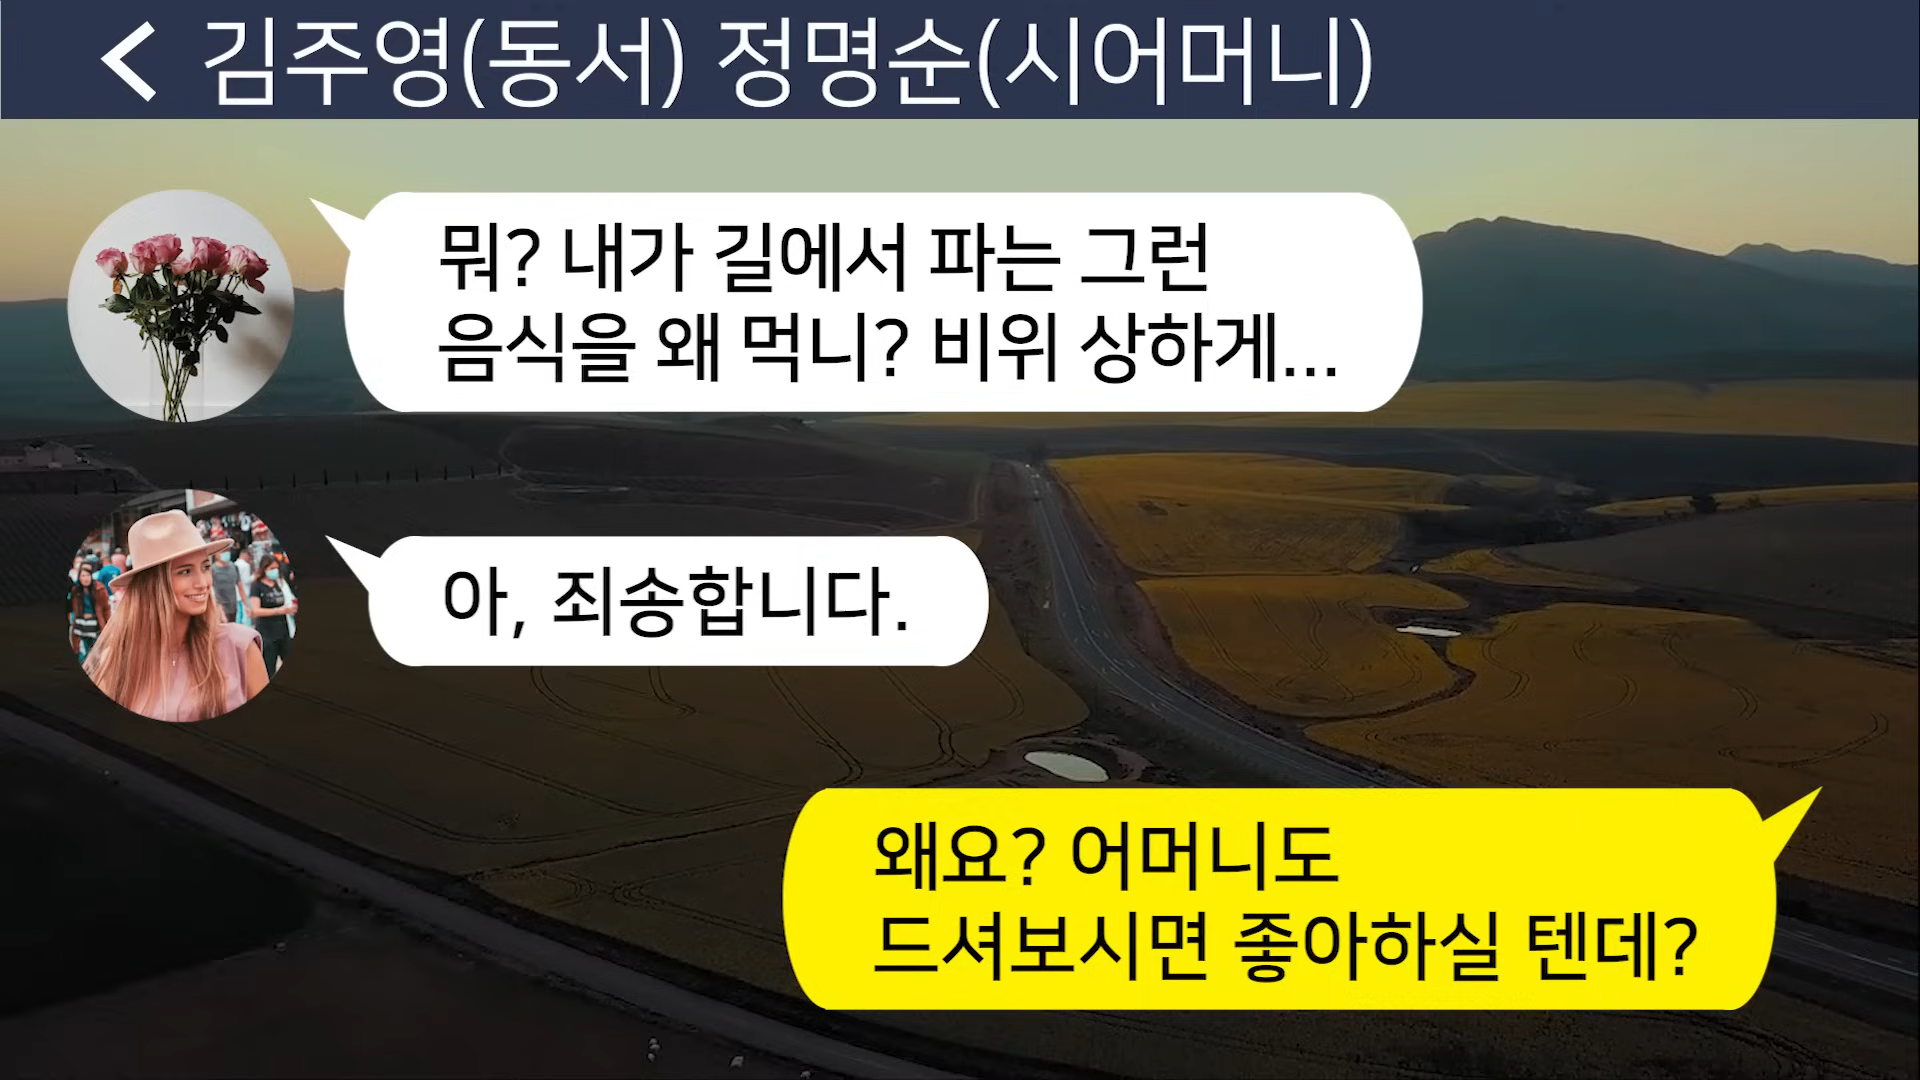 김주영(동서) 정명순(시어머니)
뭐? 내가 길에서 파는 그런
음식을 왜 먹니? 비위 상하게...
아, 죄송합니다.
왜요? 어머니도
드셔보시면 좋아하실 텐데?